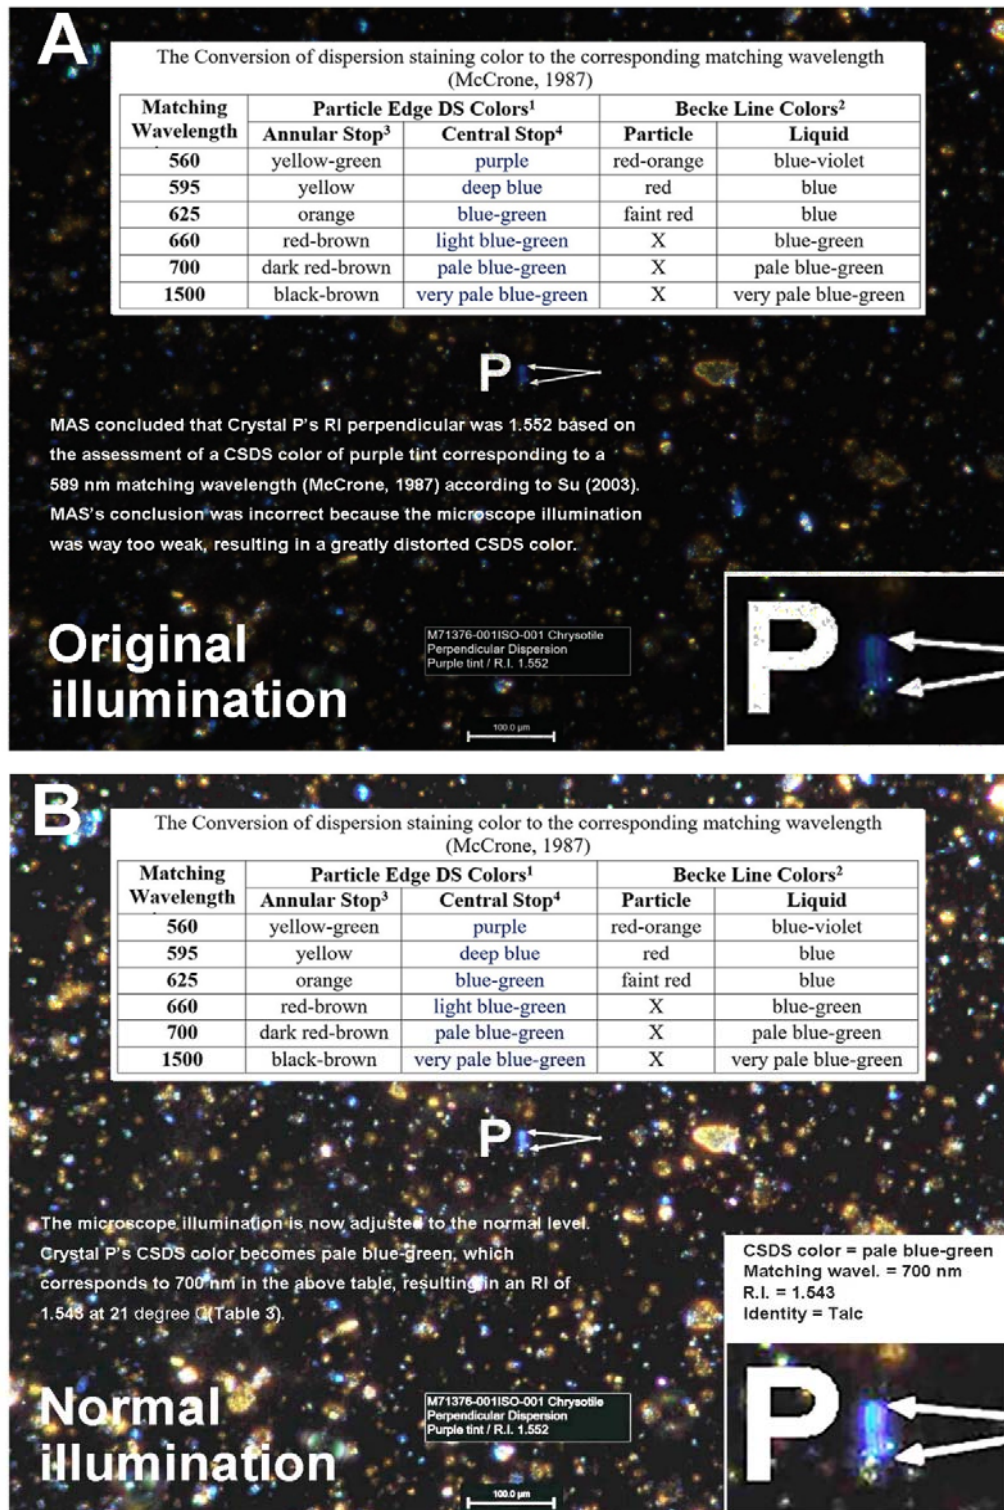 A
The Conversion of dispersion staining color to the corresponding matching wavelength
(McCrone, 1987)
Matching Wavelength Particle Edge DS Colors¹ Becke Line Colors²
Annular Stop³ Central Stop⁴ Particle Liquid
560 yellow-green purple red-orange blue-violet
595 yellow deep blue red blue
625 orange blue-green faint red blue
660 red-brown light blue-green X blue-green
700 dark red-brown pale blue-green X pale blue-green
1500 black-brown very pale blue-green X very pale blue-green
P
MAS concluded that Crystal P's RI perpendicular was 1.552 based on
the assessment of a CSDS color of purple tint corresponding to a
589 nm matching wavelength (McCrone, 1987) according to Su (2003).
MAS's conclusion was incorrect because the microscope illumination
was way too weak, resulting in a greatly distorted CSDS color.
Original
illumination
M71376-001ISO-001 Chrysotile
Perpendicular Dispersion
Purple tint / R.I. 1.552
100.0 µm
P
B
The Conversion of dispersion staining color to the corresponding matching wavelength
(McCrone, 1987)
Matching Wavelength Particle Edge DS Colors¹ Becke Line Colors²
Annular Stop³ Central Stop⁴ Particle Liquid
560 yellow-green purple red-orange blue-violet
595 yellow deep blue red blue
625 orange blue-green faint red blue
660 red-brown light blue-green X blue-green
700 dark red-brown pale blue-green X pale blue-green
1500 black-brown very pale blue-green X very pale blue-green
P
The microscope illumination is now adjusted to the normal level.
Crystal P's CSDS color becomes pale blue-green, which
corresponds to 700 nm in the above table, resulting in an RI of
1.543 at 21 degree C(Table 3).
CSDS color = pale blue-green
Matching wavel. = 700 nm
R.I. = 1.543
Identity = Talc
Normal
illumination
M71376-001ISO-001 Chrysotile
Perpendicular Dispersion
Purple tint / R.I. 1.552
100.0 µm
P